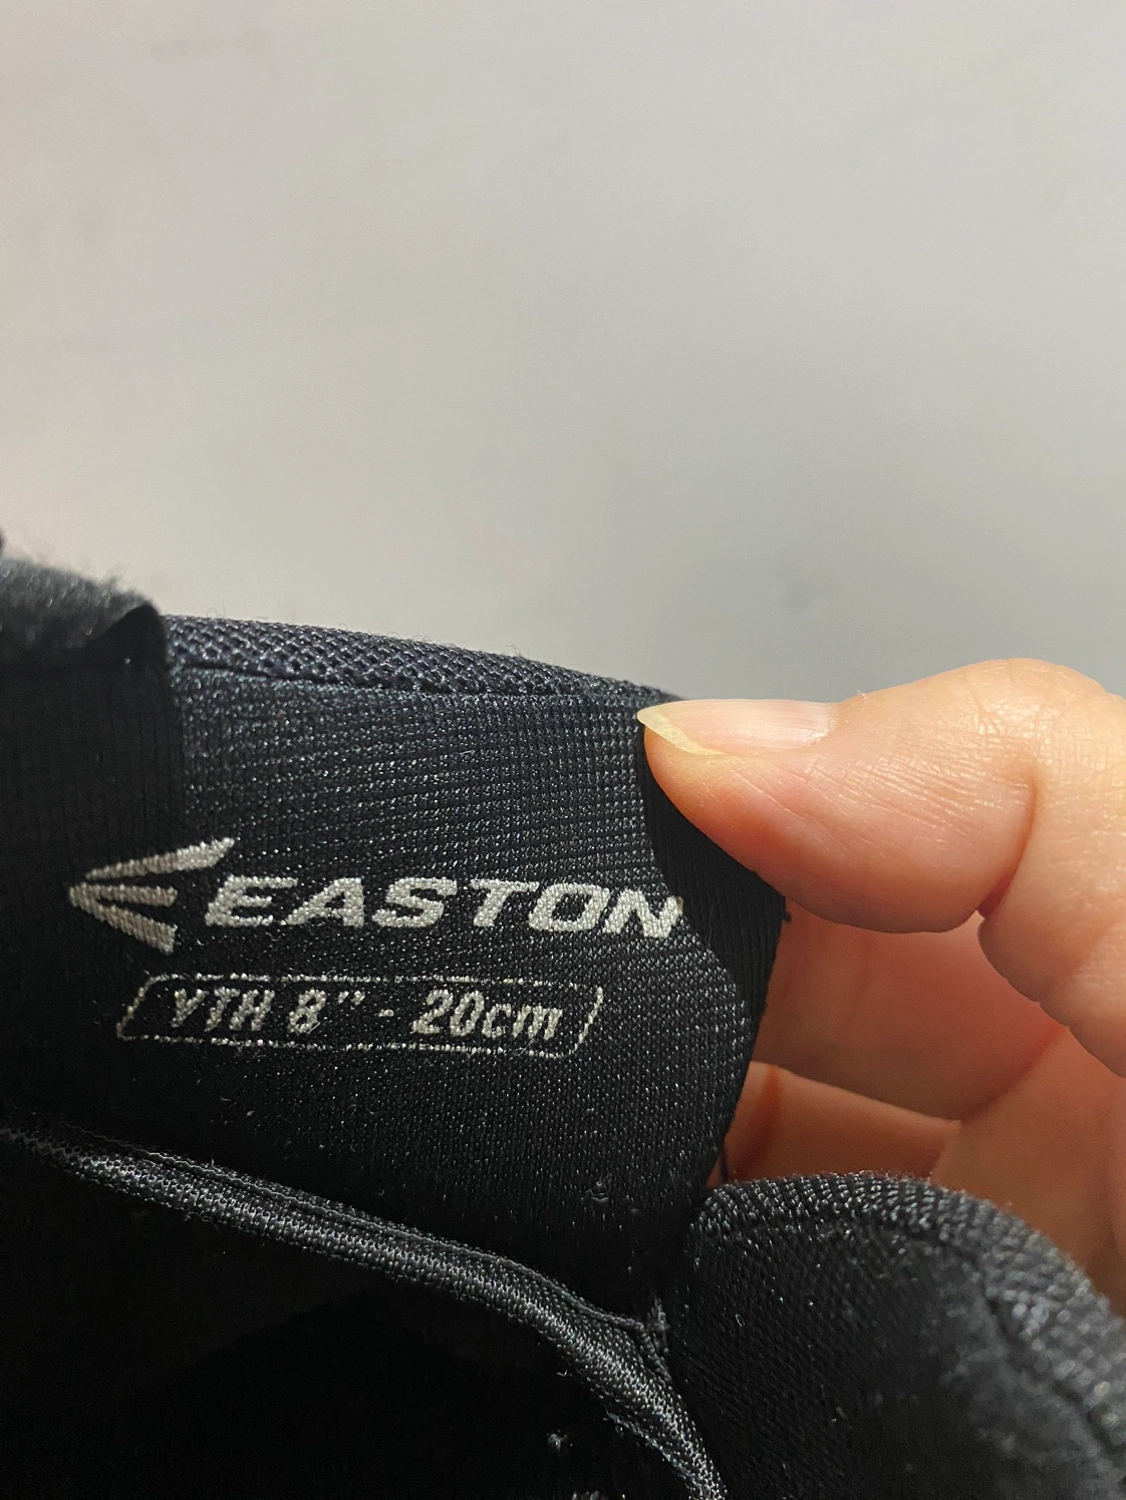 EASTON
YTH 8" - 20cm